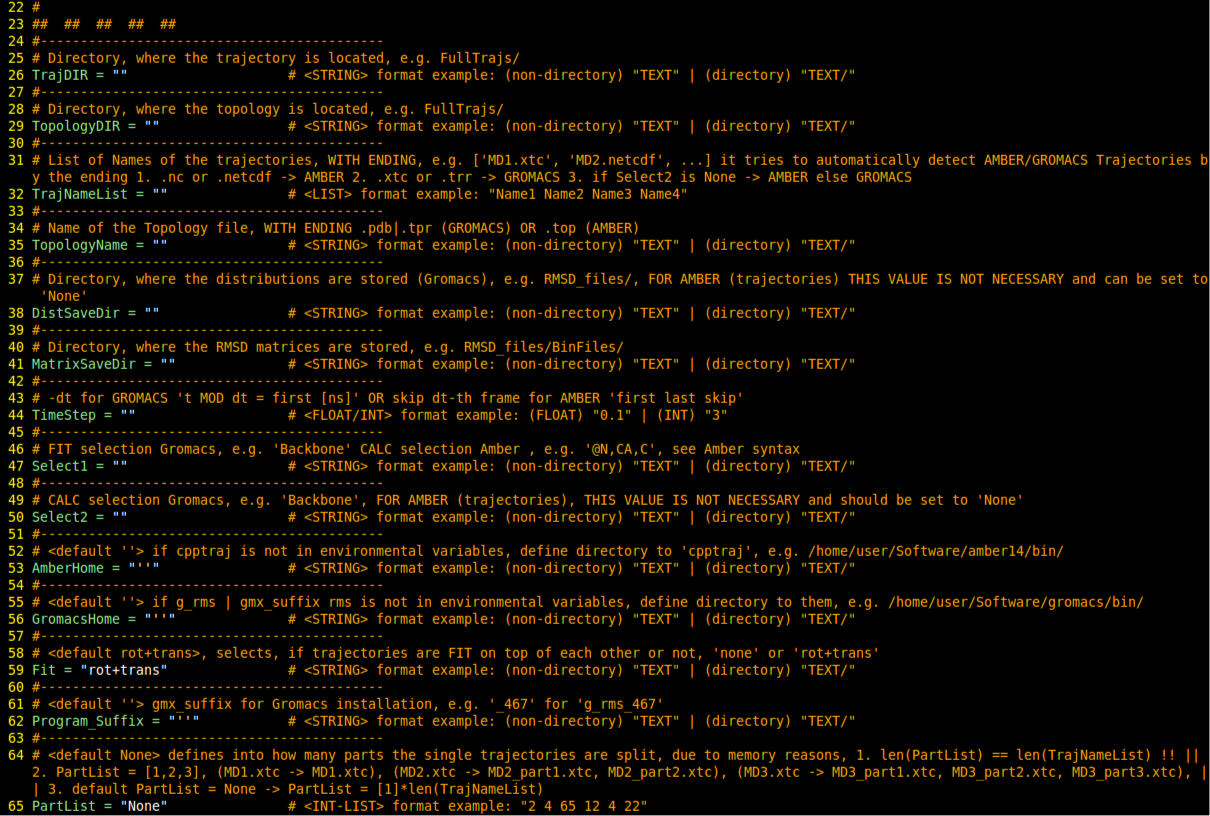 22 #
23 ##  ##  ##  ##  ##
24 #-------------------------------------------
25 # Directory, where the trajectory is located, e.g. FullTrajs/
26 TrajDIR = ""                    # <STRING> format example: (non-directory) "TEXT" | (directory) "TEXT/"
27 #-------------------------------------------
28 # Directory, where the topology is located, e.g. FullTrajs/
29 TopologyDIR = ""                # <STRING> format example: (non-directory) "TEXT" | (directory) "TEXT/"
30 #-------------------------------------------
31 # List of Names of the trajectories, WITH ENDING, e.g. ['MD1.xtc', 'MD2.netcdf', ...] it tries to automatically detect AMBER/GROMACS Trajectories b
y the ending 1. .nc or .netcdf -> AMBER 2. .xtc or .trr -> GROMACS 3. if Select2 is None -> AMBER else GROMACS
32 TrajNameList = ""               # <LIST> format example: "Name1 Name2 Name3 Name4"
33 #-------------------------------------------
34 # Name of the Topology file, WITH ENDING .pdb|.tpr (GROMACS) OR .top (AMBER)
35 TopologyName = ""               # <STRING> format example: (non-directory) "TEXT" | (directory) "TEXT/"
36 #-------------------------------------------
37 # Directory, where the distributions are stored (Gromacs), e.g. RMSD_files/, FOR AMBER (trajectories) THIS VALUE IS NOT NECESSARY and can be set to
'None'
38 DistSaveDir = ""                # <STRING> format example: (non-directory) "TEXT" | (directory) "TEXT/"
39 #-------------------------------------------
40 # Directory, where the RMSD matrices are stored, e.g. RMSD_files/BinFiles/
41 MatrixSaveDir = ""              # <STRING> format example: (non-directory) "TEXT" | (directory) "TEXT/"
42 #-------------------------------------------
43 # -dt for GROMACS 't MOD dt = first [ns]' OR skip dt-th frame for AMBER 'first last skip'
44 TimeStep = ""                   # <FLOAT/INT> format example: (FLOAT) "0.1" | (INT) "3"
45 #-------------------------------------------
46 # FIT selection Gromacs, e.g. 'Backbone' CALC selection Amber , e.g. '@N,CA,C', see Amber syntax
47 Select1 = ""                    # <STRING> format example: (non-directory) "TEXT" | (directory) "TEXT/"
48 #-------------------------------------------
49 # CALC selection Gromacs, e.g. 'Backbone', FOR AMBER (trajectories), THIS VALUE IS NOT NECESSARY and should be set to 'None'
50 Select2 = ""                    # <STRING> format example: (non-directory) "TEXT" | (directory) "TEXT/"
51 #-------------------------------------------
52 # <default ''> if cpptraj is not in environmental variables, define directory to 'cpptraj', e.g. /home/user/Software/amber14/bin/
53 AmberHome = "''"                # <STRING> format example: (non-directory) "TEXT" | (directory) "TEXT/"
54 #-------------------------------------------
55 # <default ''> if g_rms | gmx_suffix rms is not in environmental variables, define directory to them, e.g. /home/user/Software/gromacs/bin/
56 GromacsHome = "''"              # <STRING> format example: (non-directory) "TEXT" | (directory) "TEXT/"
57 #-------------------------------------------
58 # <default rot+trans>, selects, if trajectories are FIT on top of each other or not, 'none' or 'rot+trans'
59 Fit = "rot+trans"               # <STRING> format example: (non-directory) "TEXT" | (directory) "TEXT/"
60 #-------------------------------------------
61 # <default ''> gmx_suffix for Gromacs installation, e.g. '_467' for 'g_rms_467'
62 Program_Suffix = "''"           # <STRING> format example: (non-directory) "TEXT" | (directory) "TEXT/"
63 #-------------------------------------------
64 # <default None> defines into how many parts the single trajectories are split, due to memory reasons, 1. len(PartList) == len(TrajNameList) !! ||
2. PartList = [1,2,3], (MD1.xtc -> MD1.xtc), (MD2.xtc -> MD2_part1.xtc, MD2_part2.xtc), (MD3.xtc -> MD3_part1.xtc, MD3_part2.xtc, MD3_part3.xtc), |
| 3. default PartList = None -> PartList = [1]*len(TrajNameList)
65 PartList = "None"               # <INT-LIST> format example: "2 4 65 12 4 22"